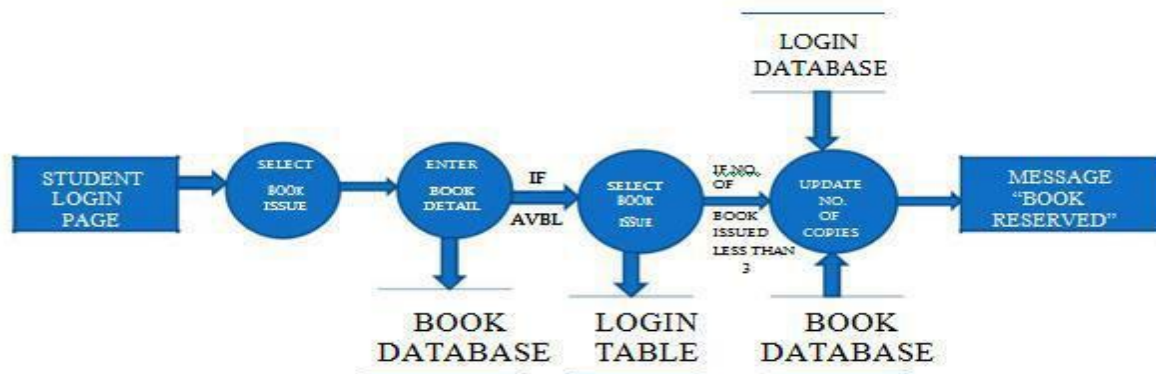 LOGIN
DATABASE
STUDENT
LOGIN
PAGE
SELECT
BOOK
ISSUE
ENTER
BOOK
DETAIL
IF
AVBL
SELECT
BOOK
ISSUE
IF NO.
OF
BOOK
ISSUED
LESS THAN
3
UPDATE
NO.
OF
COPIES
MESSAGE
“BOOK
RESERVED”
BOOK
DATABASE
LOGIN
TABLE
BOOK
DATABASE